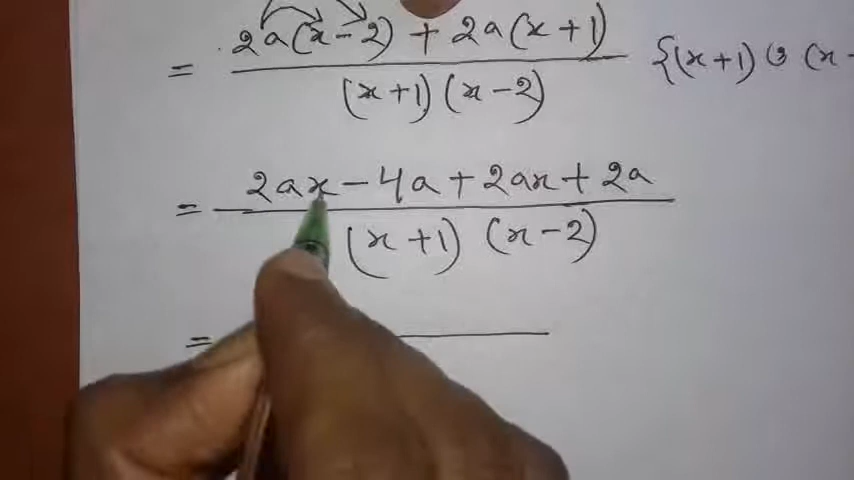 = 2a(x-2) + 2a(x+1) / (x+1)(x-2) {(x+1) ও (x-
= 2ax - 4a + 2ax + 2a / (x+1) (x-2)
=